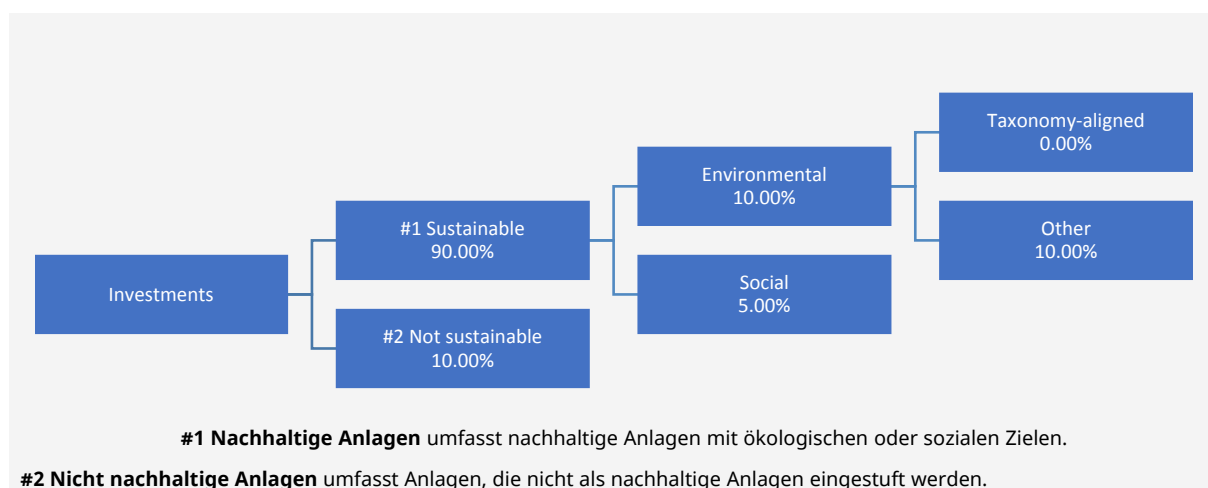 Taxonomy-aligned
0.00%
Environmental
10.00%
#1 Sustainable
90.00%
Other
10.00%
Investments
Social
5.00%
#2 Not sustainable
10.00%
#1 Nachhaltige Anlagen umfasst nachhaltige Anlagen mit ökologischen oder sozialen Zielen.
#2 Nicht nachhaltige Anlagen umfasst Anlagen, die nicht als nachhaltige Anlagen eingestuft werden.